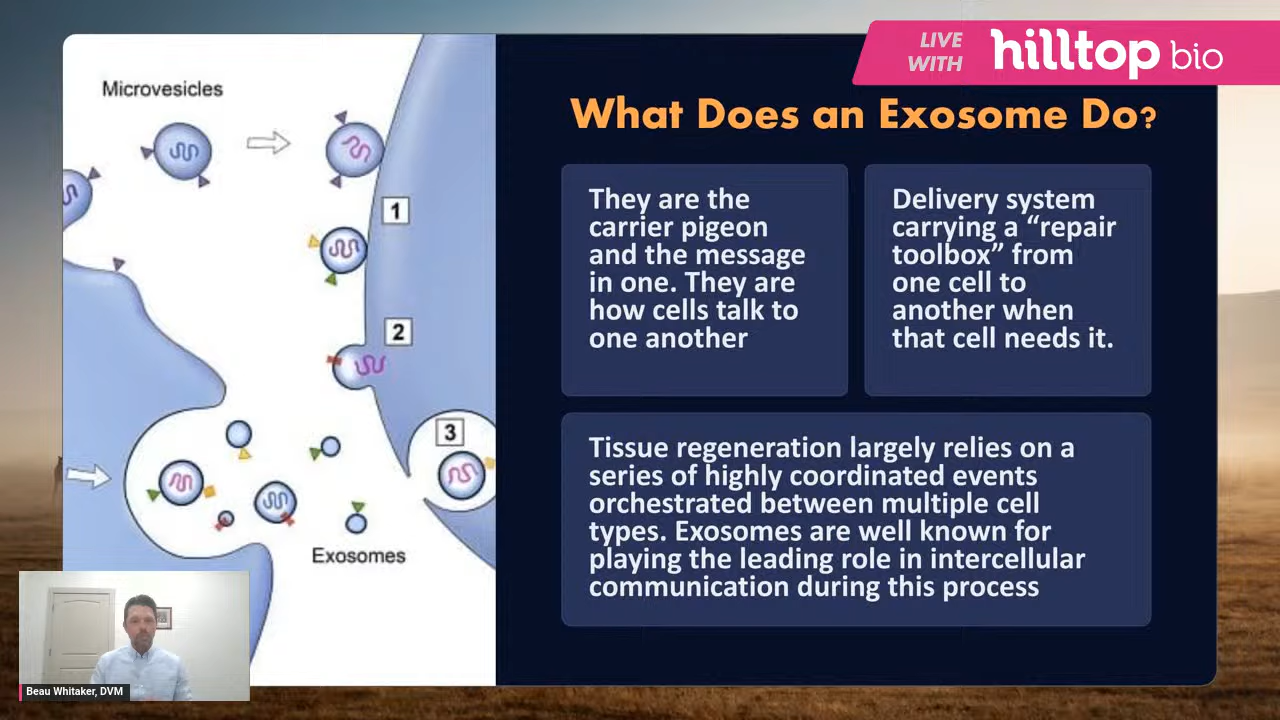 LIVE
WITH
hilltop bio
Microvesicles
1
2
3
Exosomes
What Does an Exosome Do?
They are the
carrier pigeon
and the message
in one. They are
how cells talk to
one another
Delivery system
carrying a “repair
toolbox” from
one cell to
another when
that cell needs it.
Tissue regeneration largely relies on a
series of highly coordinated events
orchestrated between multiple cell
types. Exosomes are well known for
playing the leading role in intercellular
communication during this process
Beau Whitaker, DVM